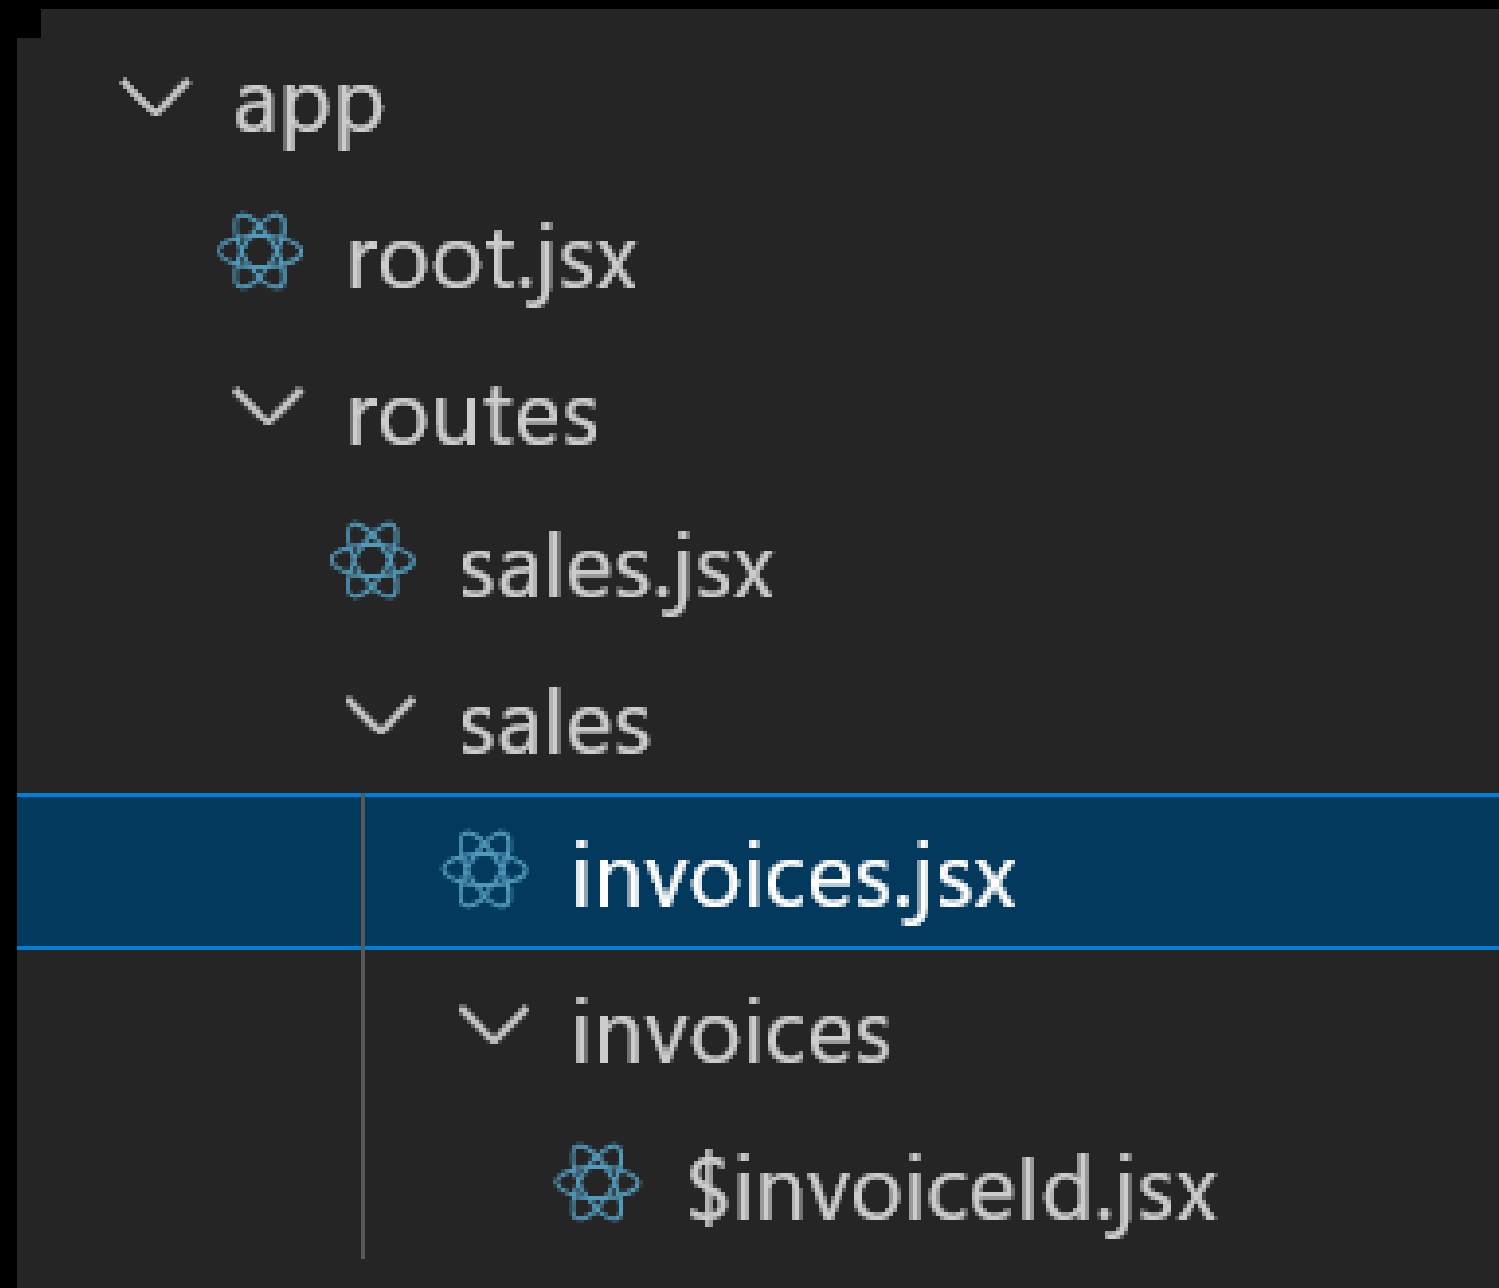 app
root.jsx
routes
sales.jsx
sales
invoices.jsx
invoices
$invoiceId.jsx